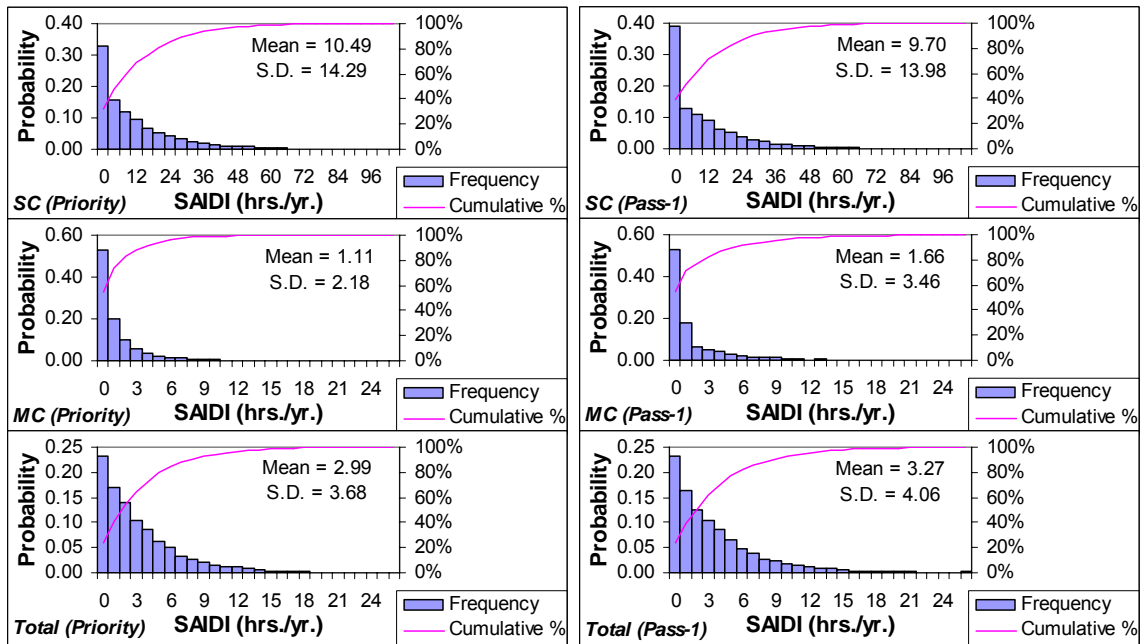 0.40 0.30 0.20 0.10 0.00
Probability
Mean = 10.49
S.D. = 14.29
100% 80% 60% 40% 20% 0%
0 12 24 36 48 60 72 84 96
SC (Priority) SAIDI (hrs./yr.)
Frequency
Cumulative %
0.40 0.30 0.20 0.10 0.00
Probability
Mean = 9.70
S.D. = 13.98
100% 80% 60% 40% 20% 0%
0 12 24 36 48 60 72 84 96
SC (Pass-1) SAIDI (hrs./yr.)
Frequency
Cumulative %
0.60 0.40 0.20 0.00
Probability
Mean = 1.11
S.D. = 2.18
100% 80% 60% 40% 20% 0%
0 3 6 9 12 15 18 21 24
MC (Priority) SAIDI (hrs./yr.)
Frequency
Cumulative %
0.60 0.40 0.20 0.00
Probability
Mean = 1.66
S.D. = 3.46
100% 80% 60% 40% 20% 0%
0 3 6 9 12 15 18 21 24
MC (Pass-1) SAIDI (hrs./yr.)
Frequency
Cumulative %
0.25 0.20 0.15 0.10 0.05 0.00
Probability
Mean = 2.99
S.D. = 3.68
100% 80% 60% 40% 20% 0%
0 3 6 9 12 15 18 21 24
Total (Priority) SAIDI (hrs./yr.)
Frequency
Cumulative %
0.25 0.20 0.15 0.10 0.05 0.00
Probability
Mean = 3.27
S.D. = 4.06
100% 80% 60% 40% 20% 0%
0 3 6 9 12 15 18 21 24
Total (Pass-1) SAIDI (hrs./yr.)
Frequency
Cumulative %